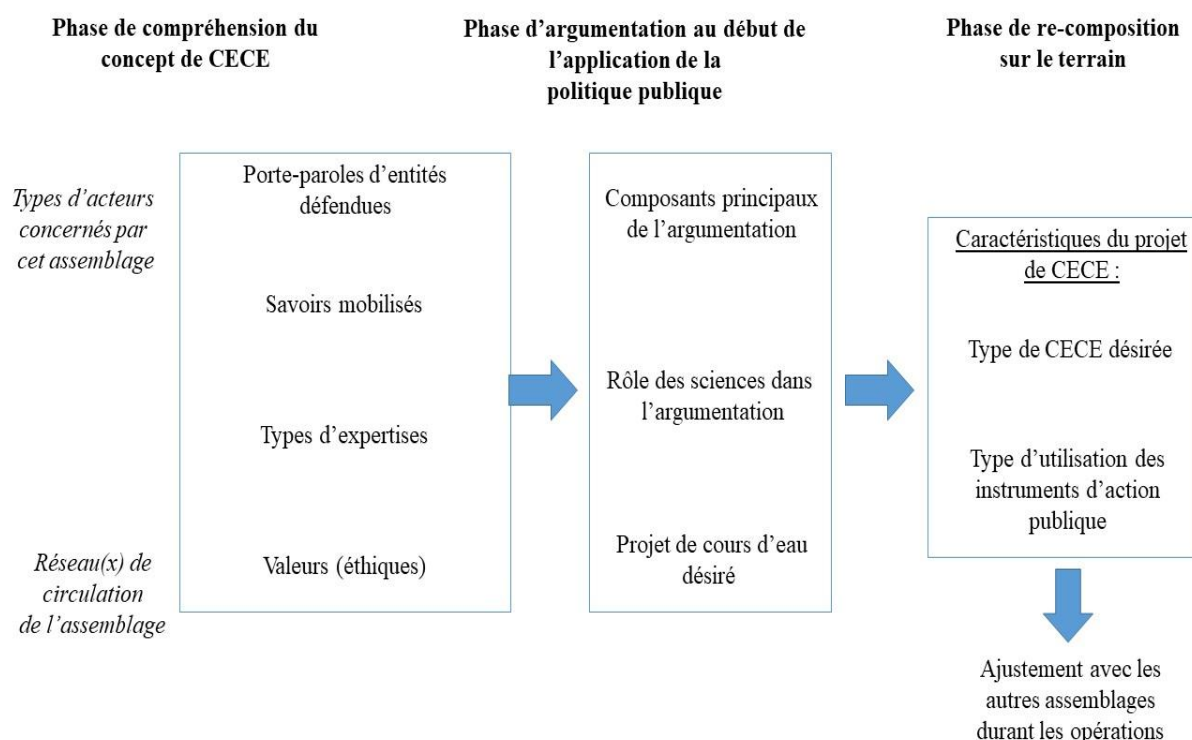 Phase de compréhension du
concept de CECE
Phase d'argumentation au début de
l'application de la
politique publique
Phase de re-composition
sur le terrain
Types d'acteurs
concernés par
cet assemblage
Réseau(x) de
circulation
de l'assemblage
Porte-paroles d'entités
défendues
Savoirs mobilisés
Types d'expertises
Valeurs (éthiques)
Composants principaux
de l'argumentation
Rôle des sciences dans
l'argumentation
Projet de cours d'eau
désiré
Caractéristiques du projet
de CECE :
Type de CECE désirée
Type d'utilisation des
instruments d'action
publique
Ajustement avec les
autres assemblages
durant les opérations